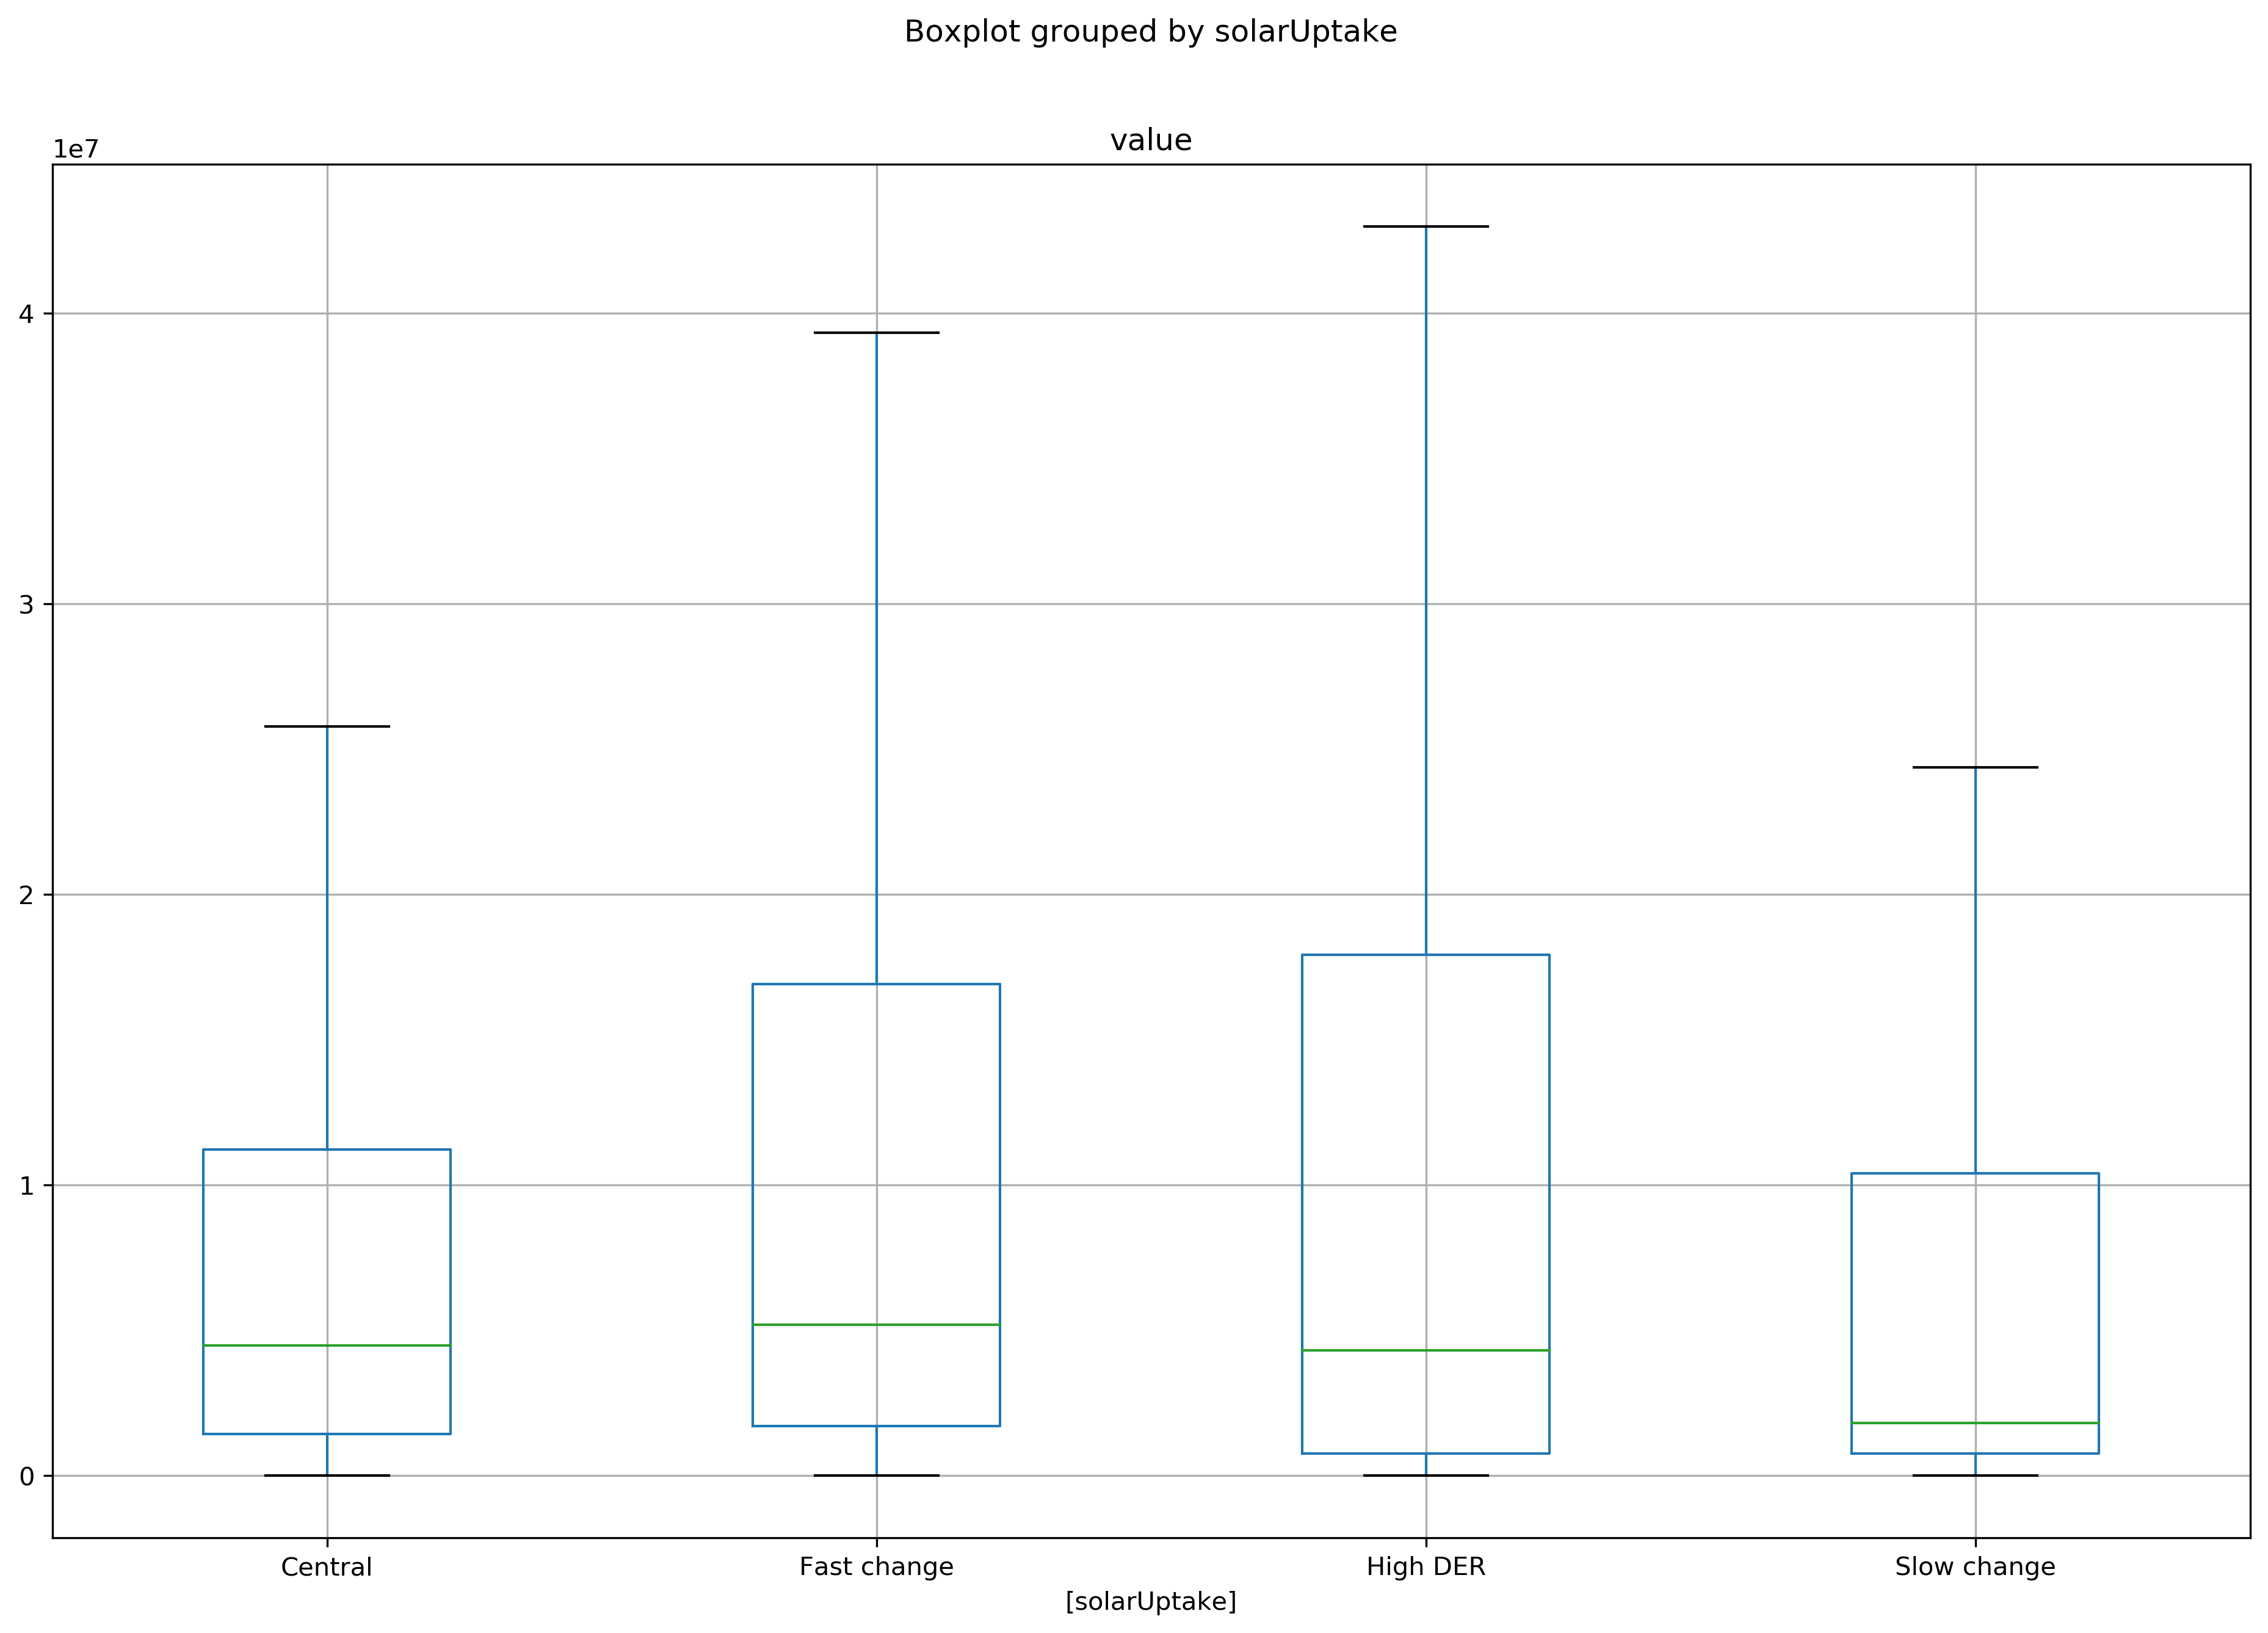 Boxplot grouped by solarUptake
value
1e7
4
3
2
1
0
Central Fast change High DER Slow change
[solarUptake]